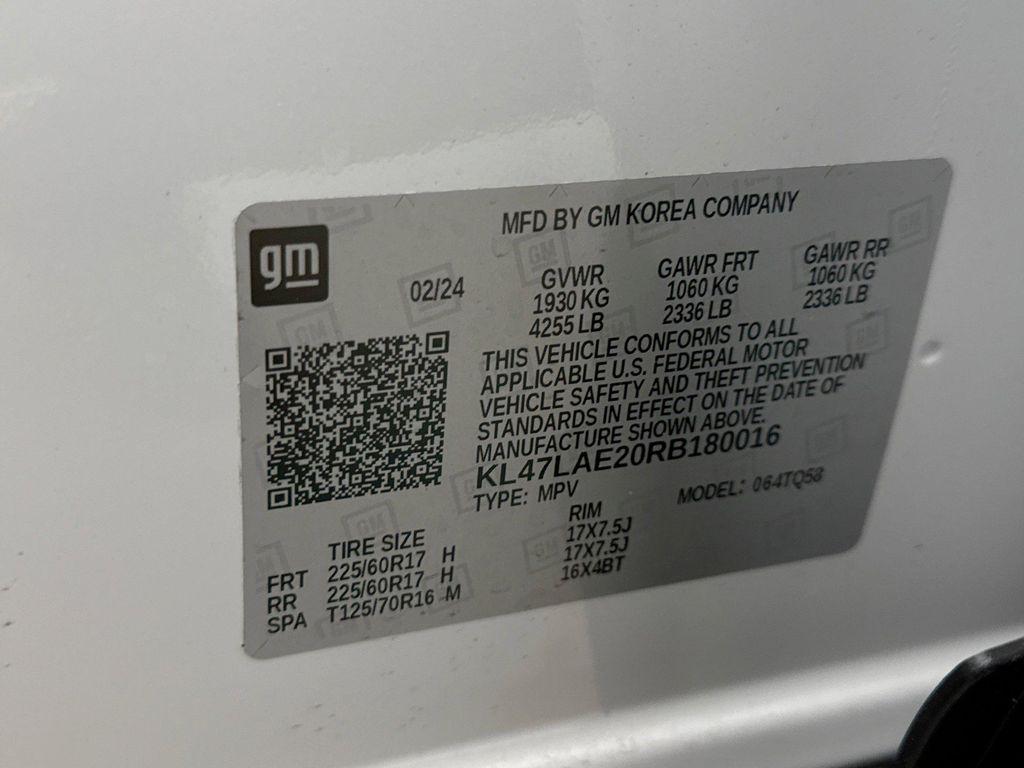 MFD BY GM KOREA COMPANY
gm
02/24
GVWR GAWR FRT GAWR RR
1930 KG 1060 KG 1060 KG
4255 LB 2336 LB 2336 LB
THIS VEHICLE CONFORMS TO ALL
APPLICABLE U.S. FEDERAL MOTOR
VEHICLE SAFETY AND THEFT PREVENTION
STANDARDS IN EFFECT ON THE DATE OF
MANUFACTURE SHOWN ABOVE.
KL47LAE20RB180016
TYPE: MPV MODEL: 064TQ58
TIRE SIZE RIM
FRT 225/60R17 H 17X7.5J
RR 225/60R17 H 17X7.5J
SPA T125/70R16 M 16X4BT